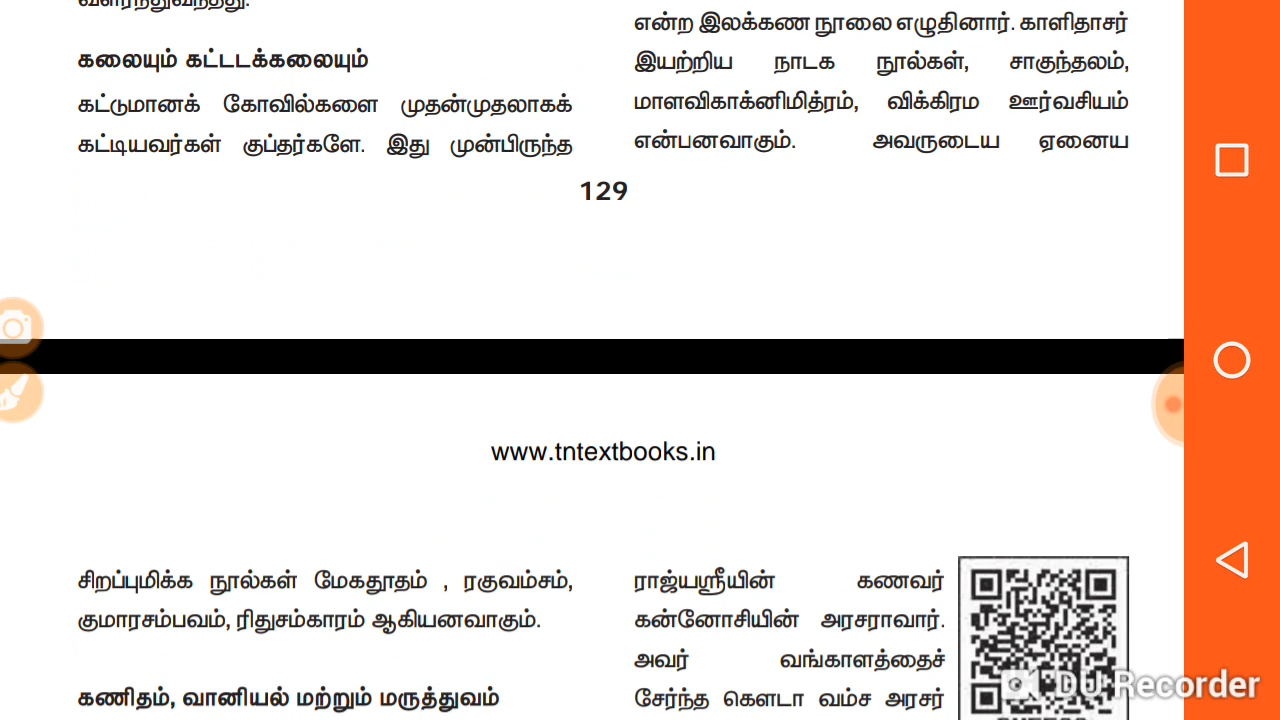 வளர்ந்துவந்தது.
கலையும் கட்டடக்கலையும்
கட்டுமானக் கோவில்களை முதன்முதலாகக்
கட்டியவர்கள் குப்தர்களே. இது முன்பிருந்த
என்ற இலக்கண நூலை எழுதினார். காளிதாசர்
இயற்றிய நாடக நூல்கள், சாகுந்தலம்,
மாளவிகாக்னிமித்ரம், விக்கிரம ஊர்வசியம்
என்பனவாகும். அவருடைய ஏனைய
129
www.tntextbooks.in
சிறப்புமிக்க நூல்கள் மேகதூதம் , ரகுவம்சம்,
குமாரசம்பவம், ரிதுசம்காரம் ஆகியனவாகும்.
கணிதம், வானியல் மற்றும் மருத்துவம்
ராஜ்யஸ்ரீயின் கணவர்
கன்னோசியின் அரசராவார்.
அவர் வங்காளத்தைச்
சேர்ந்த கௌடா வம்ச அரசர்
DU Recorder